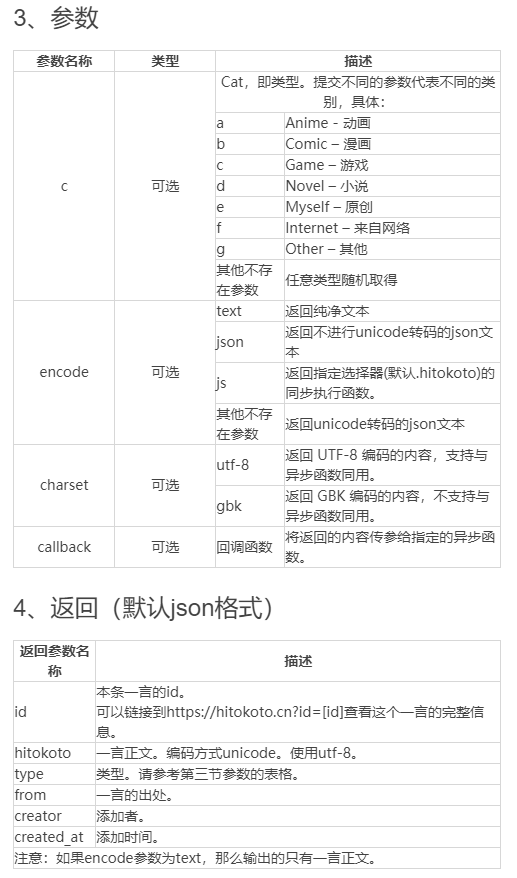 3、参数
参数名称 类型 描述
Cat，即类型。提交不同的参数代表不同的类
别，具体：
a Anime - 动画
b Comic – 漫画
c Game – 游戏
c 可选 d Novel – 小说
e Myself – 原创
f Internet – 来自网络
g Other – 其他
其他不存
在参数 任意类型随机取得
text 返回纯净文本
json 返回不进行unicode转码的json文
本
encode 可选 js 返回指定选择器(默认.hitokoto)的
同步执行函数。
其他不存
在参数 返回unicode转码的json文本
charset 可选 utf-8 返回 UTF-8 编码的内容，支持与
异步函数同用。
gbk 返回 GBK 编码的内容，不支持与
异步函数同用。
callback 可选 回调函数 将返回的内容传参给指定的异步函
数。
4、返回（默认json格式）
返回参数名
称 描述
id 本条一言的id。
可以链接到https://hitokoto.cn?id=[id]查看这个一言的完整信
息。
hitokoto 一言正文。编码方式unicode。使用utf-8。
type 类型。请参考第三节参数的表格。
from 一言的出处。
creator 添加者。
created_at 添加时间。
注意：如果encode参数为text，那么输出的只有一言正文。